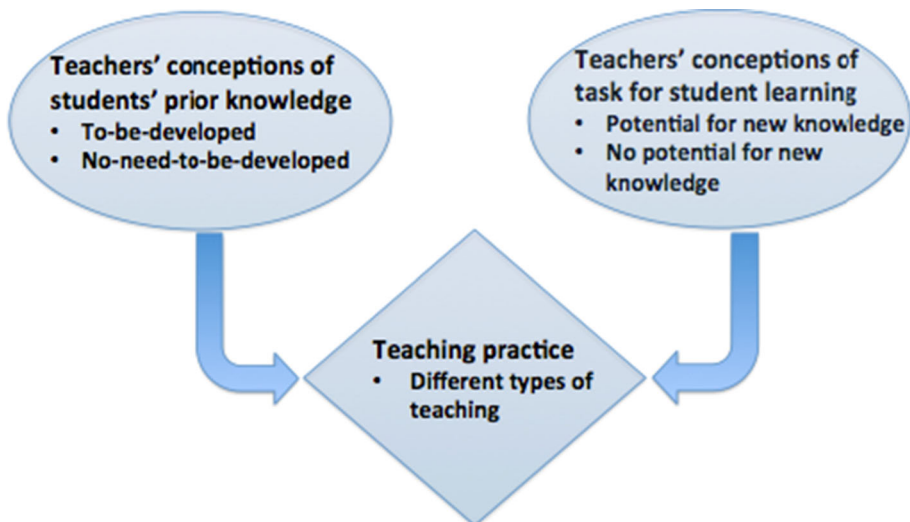 Teachers’ conceptions of
students’ prior knowledge
• To-be-developed
• No-need-to-be-developed
Teachers’ conceptions of
task for student learning
• Potential for new knowledge
• No potential for new
knowledge
Teaching practice
• Different types of
teaching